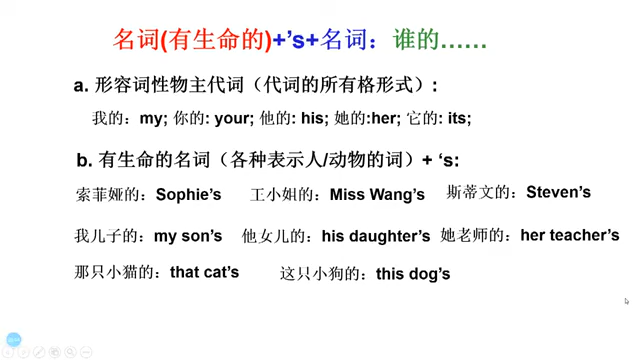 名词(有生命的)+’s+名词：谁的……
a. 形容词性物主代词（代词的所有格形式）:
我的：my; 你的: your; 他的: his; 她的:her; 它的: its;
b. 有生命的名词（各种表示人/动物的词）+ ‘s:
索菲娅的：Sophie’s 王小姐的：Miss Wang’s 斯蒂文的：Steven’s
我儿子的：my son’s 他女儿的：his daughter’s 她老师的：her teacher’s
那只小猫的：that cat’s 这只小狗的：this dog’s